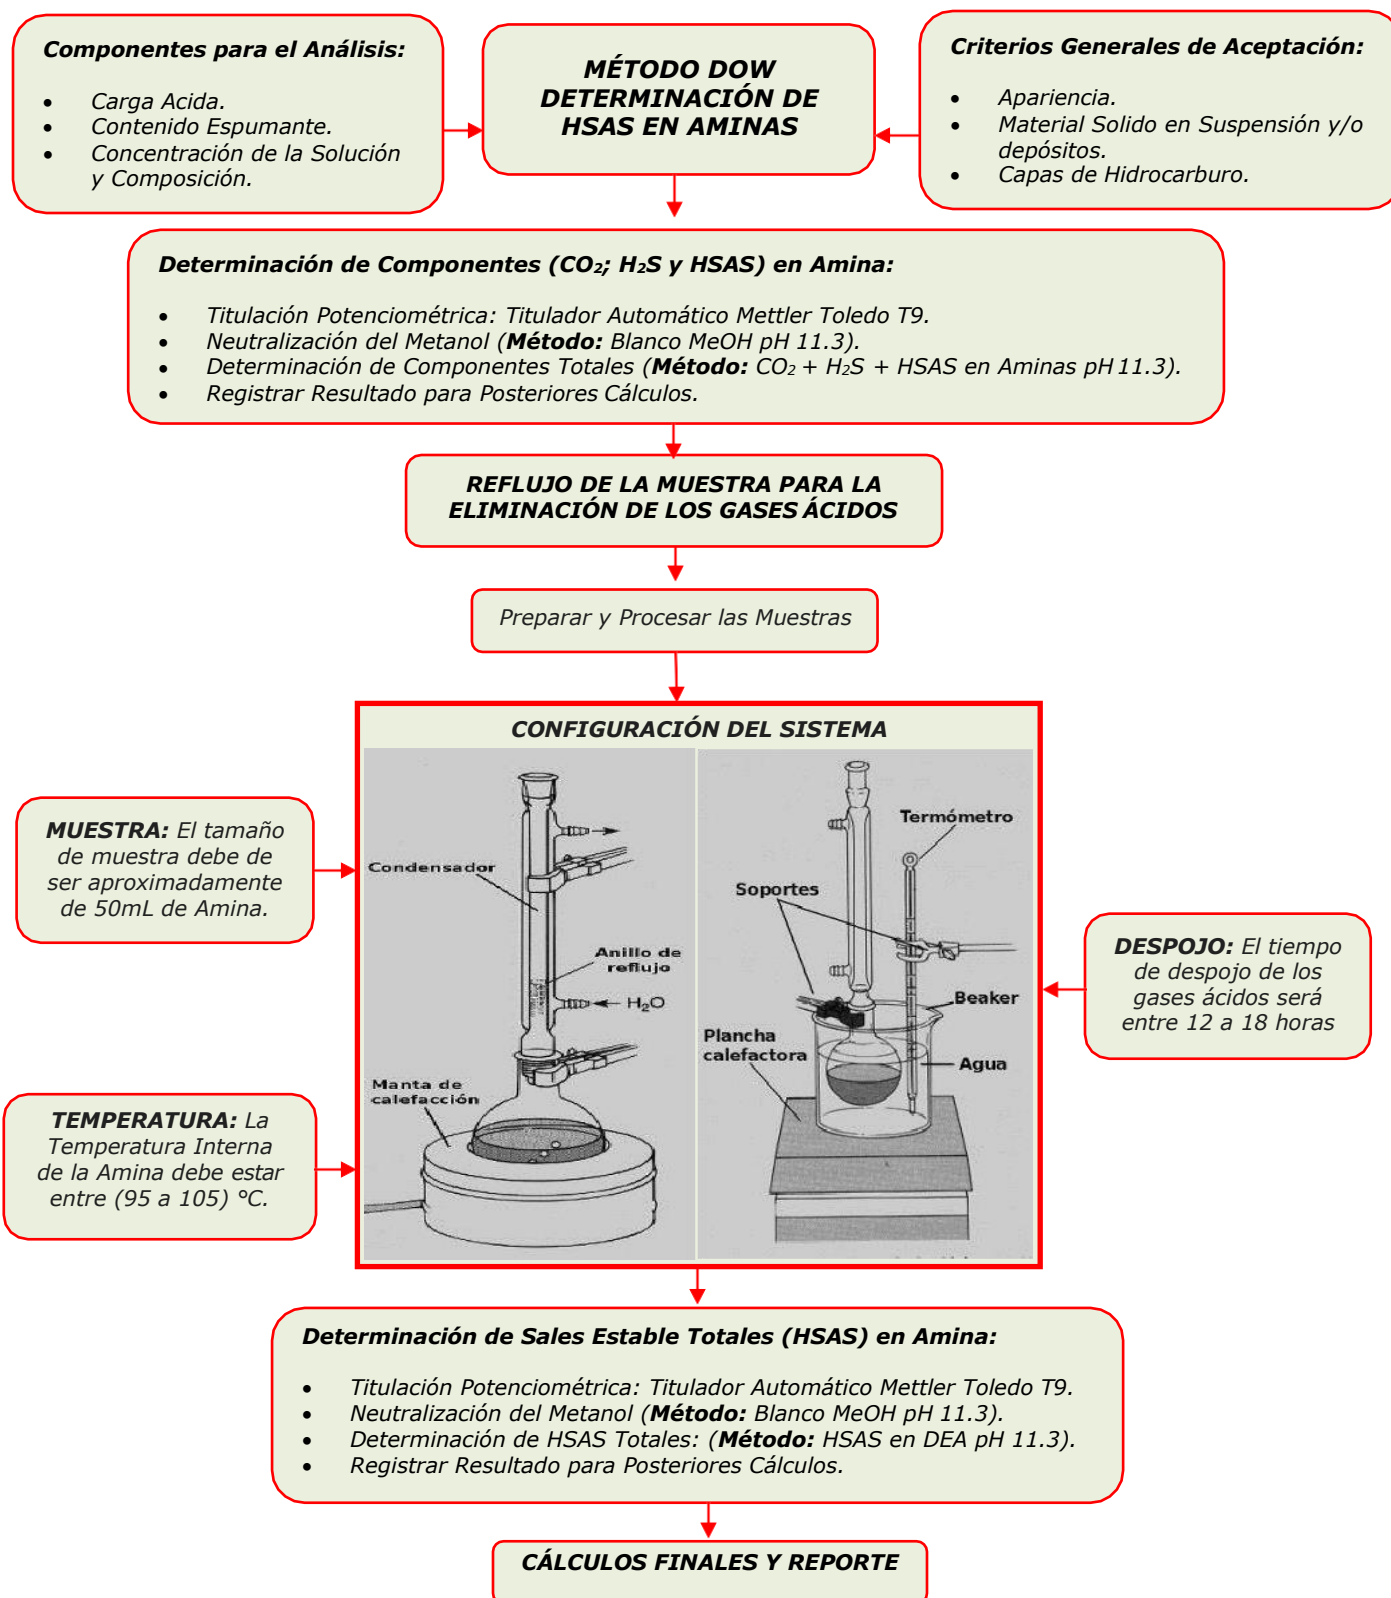 Componentes para el Análisis:
• Carga Acida.
• Contenido Espumante.
• Concentración de la Solución
y Composición.
MÉTODO DOW
DETERMINACIÓN DE
HSAS EN AMINAS
Criterios Generales de Aceptación:
• Apariencia.
• Material Solido en Suspensión y/o
depósitos.
• Capas de Hidrocarburo.
Determinación de Componentes (CO₂; H₂S y HSAS) en Amina:
• Titulación Potenciométrica: Titulador Automático Mettler Toledo T9.
• Neutralización del Metanol (Método: Blanco MeOH pH 11.3).
• Determinación de Componentes Totales (Método: CO₂ + H₂S + HSAS en Aminas pH 11.3).
• Registrar Resultado para Posteriores Cálculos.
REFLUJO DE LA MUESTRA PARA LA
ELIMINACIÓN DE LOS GASES ÁCIDOS
Preparar y Procesar las Muestras
CONFIGURACIÓN DEL SISTEMA
Condensador
Anillo de
reflujo
H₂O
Manta de
calefacción
Termómetro
Soportes
Beaker
Plancha
calefactora
Agua
MUESTRA: El tamaño
de muestra debe de
ser aproximadamente
de 50mL de Amina.
TEMPERATURA: La
Temperatura Interna
de la Amina debe estar
entre (95 a 105) °C.
DESPOJO: El tiempo
de despojo de los
gases ácidos será
entre 12 a 18 horas
Determinación de Sales Estable Totales (HSAS) en Amina:
• Titulación Potenciométrica: Titulador Automático Mettler Toledo T9.
• Neutralización del Metanol (Método: Blanco MeOH pH 11.3).
• Determinación de HSAS Totales: (Método: HSAS en DEA pH 11.3).
• Registrar Resultado para Posteriores Cálculos.
CÁLCULOS FINALES Y REPORTE